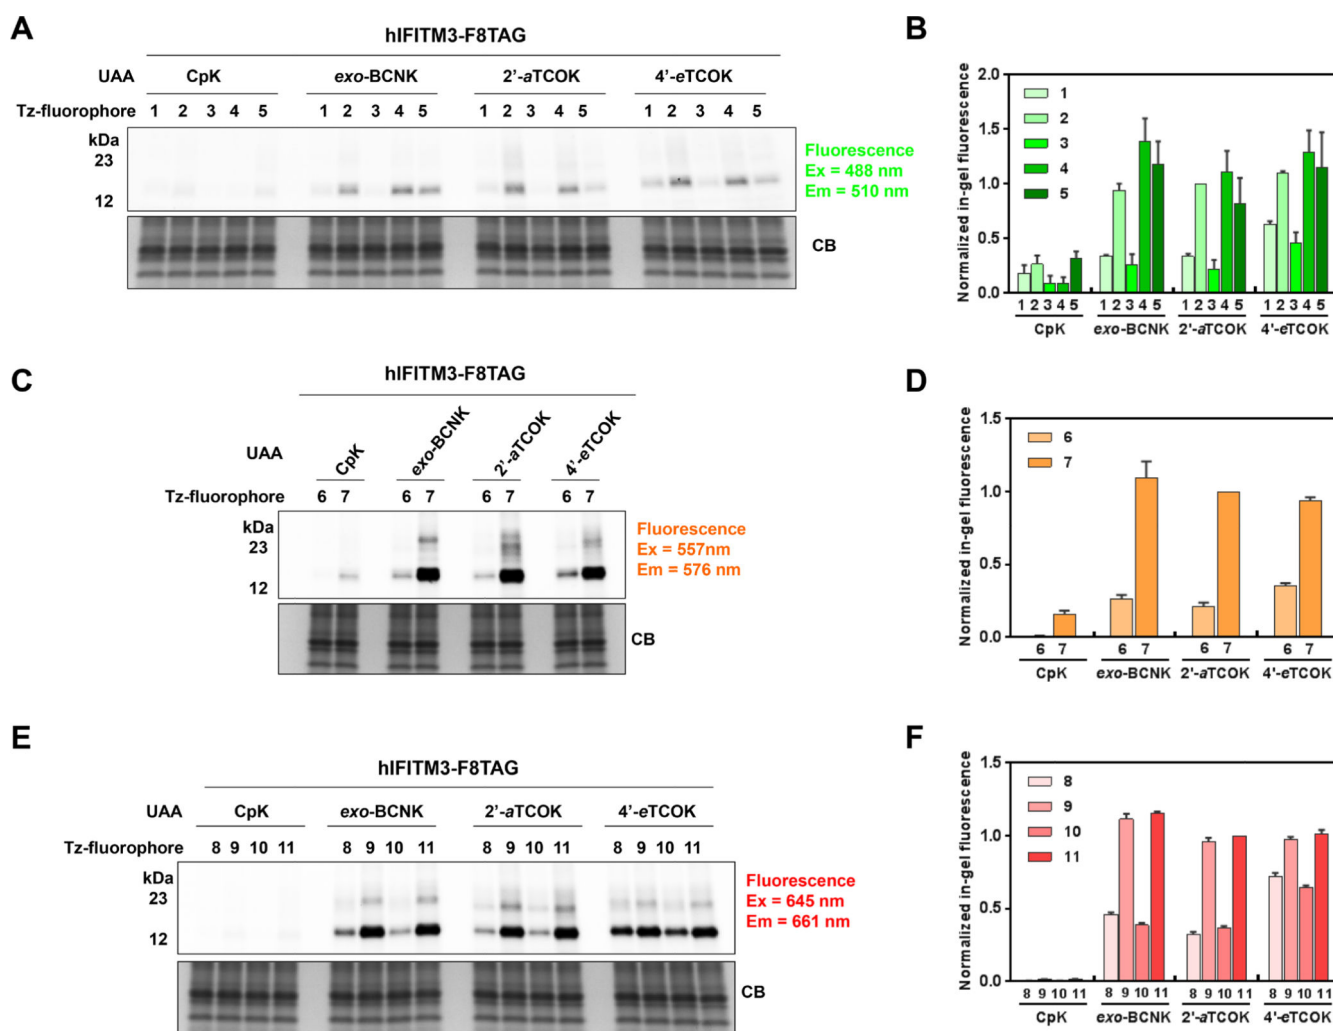 A
hIFITM3-F8TAG
UAA CpK exo-BCNK 2'-aTCOK 4'-eTCOK
Tz-fluorophore 1 2 3 4 5 1 2 3 4 5 1 2 3 4 5 1 2 3 4 5
kDa
23
12
Fluorescence
Ex = 488 nm
Em = 510 nm
CB
B
Normalized in-gel fluorescence
2.0
1.5
1.0
0.5
0.0
1
2
3
4
5
1 2 3 4 5 1 2 3 4 5 1 2 3 4 5 1 2 3 4 5
CpK exo-BCNK 2'-aTCOK 4'-eTCOK
C
hIFITM3-F8TAG
UAA CpK exo-BCNK 2'-aTCOK 4'-eTCOK
Tz-fluorophore 6 7 6 7 6 7 6 7
kDa
23
12
Fluorescence
Ex = 557nm
Em = 576 nm
CB
D
Normalized in-gel fluorescence
1.5
1.0
0.5
0.0
6
7
6 7 6 7 6 7 6 7
CpK exo-BCNK 2'-aTCOK 4'-eTCOK
E
hIFITM3-F8TAG
UAA CpK exo-BCNK 2'-aTCOK 4'-eTCOK
Tz-fluorophore 8 9 10 11 8 9 10 11 8 9 10 11 8 9 10 11
kDa
23
12
Fluorescence
Ex = 645 nm
Em = 661 nm
CB
F
Normalized in-gel fluorescence
1.5
1.0
0.5
0.0
8
9
10
11
8 9 10 11 8 9 10 11 8 9 10 11 8 9 10 11
CpK exo-BCNK 2'-aTCOK 4'-eTCOK